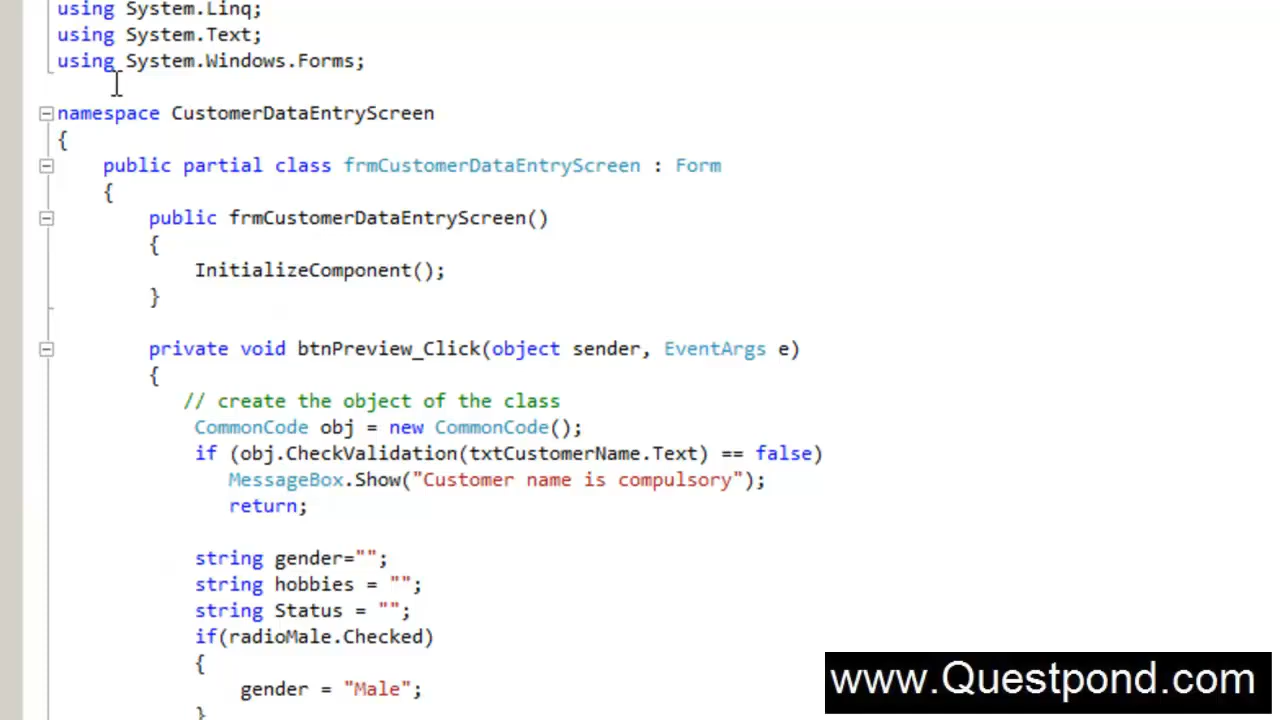 using System.Linq;
using System.Text;
using System.Windows.Forms;
namespace CustomerDataEntryScreen
{
public partial class frmCustomerDataEntryScreen : Form
{
public frmCustomerDataEntryScreen()
{
InitializeComponent();
}
private void btnPreview_Click(object sender, EventArgs e)
{
// create the object of the class
CommonCode obj = new CommonCode();
if (obj.CheckValidation(txtCustomerName.Text) == false)
MessageBox.Show("Customer name is compulsory");
return;
string gender="";
string hobbies = "";
string Status = "";
if(radioMale.Checked)
{
gender = "Male";
}
www.Questpond.com